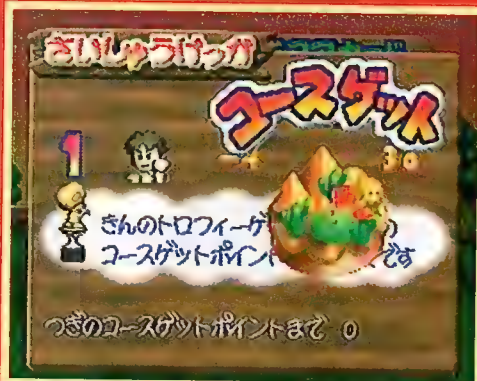 さいしゅうけっか
コースゲット
1
30
きんのトロフィーゲ
コースゲットポイント です
つぎのコースゲットポイントまで 0